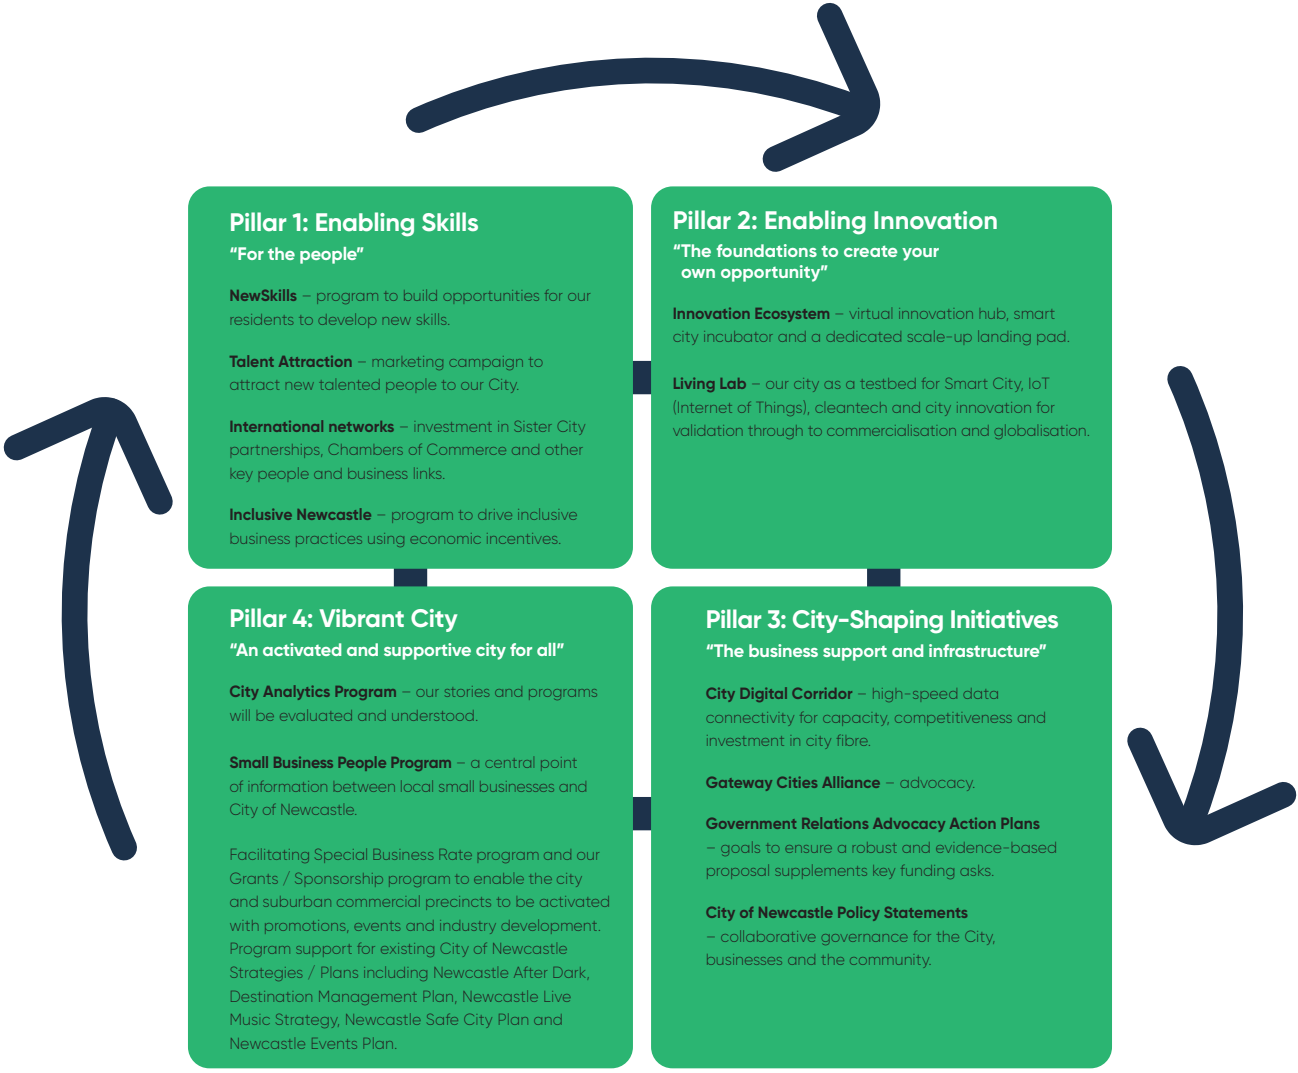 Pillar 1: Enabling Skills
“For the people”
NewSkills – program to build opportunities for our
residents to develop new skills.
Talent Attraction – marketing campaign to
attract new talented people to our City.
International networks – investment in Sister City
partnerships, Chambers of Commerce and other
key people and business links.
Inclusive Newcastle – program to drive inclusive
business practices using economic incentives.
Pillar 2: Enabling Innovation
“The foundations to create your
own opportunity”
Innovation Ecosystem – virtual innovation hub, smart
city incubator and a dedicated scale-up landing pad.
Living Lab – our city as a testbed for Smart City, IoT
(Internet of Things), cleantech and city innovation for
validation through to commercialisation and globalisation.
Pillar 3: City-Shaping Initiatives
“The business support and infrastructure”
City Digital Corridor – high-speed data
connectivity for capacity, competitiveness and
investment in city fibre.
Gateway Cities Alliance – advocacy.
Government Relations Advocacy Action Plans
– goals to ensure a robust and evidence-based
proposal supplements key funding asks.
City of Newcastle Policy Statements
– collaborative governance for the City,
businesses and the community.
Pillar 4: Vibrant City
“An activated and supportive city for all”
City Analytics Program – our stories and programs
will be evaluated and understood.
Small Business People Program – a central point
of information between local small businesses and
City of Newcastle.
Facilitating Special Business Rate program and our
Grants / Sponsorship program to enable the city
and suburban commercial precincts to be activated
with promotions, events and industry development.
Program support for existing City of Newcastle
Strategies / Plans including Newcastle After Dark,
Destination Management Plan, Newcastle Live
Music Strategy, Newcastle Safe City Plan and
Newcastle Events Plan.